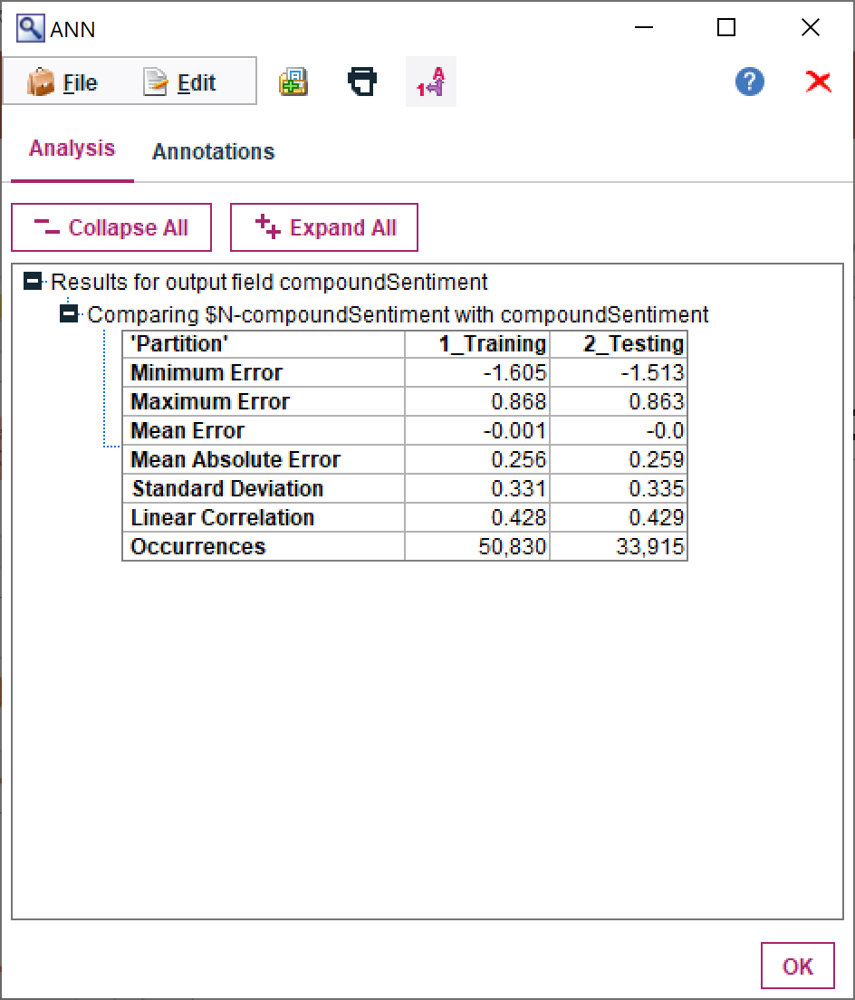 ANN
File Edit 1 A
?
Analysis Annotations
Collapse All Expand All
Results for output field compoundSentiment
Comparing $N-compoundSentiment with compoundSentiment
'Partition' 1_Training 2_Testing
Minimum Error -1.605 -1.513
Maximum Error 0.868 0.863
Mean Error -0.001 -0.0
Mean Absolute Error 0.256 0.259
Standard Deviation 0.331 0.335
Linear Correlation 0.428 0.429
Occurrences 50,830 33,915
OK